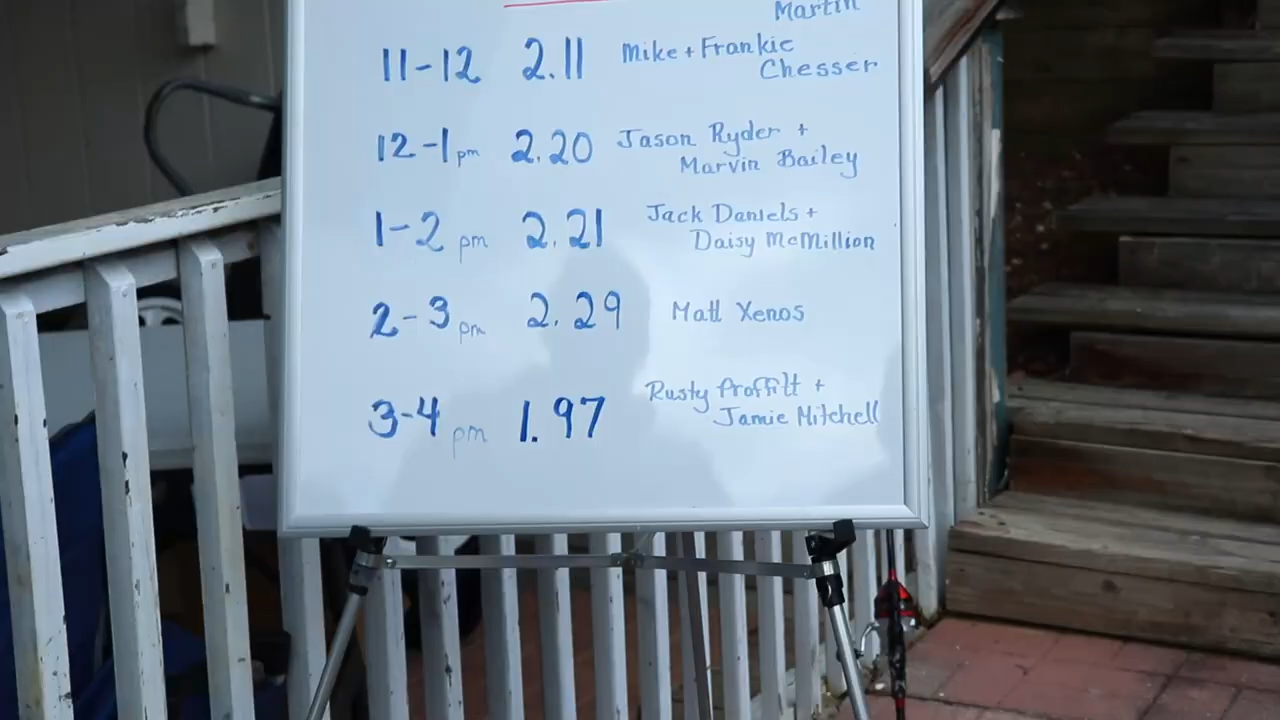 Martin
11-12 2.11 Mike + Frankie
Chesser
12-1 pm 2.20 Jason Ryder +
Marvin Bailey
1-2 pm 2.21 Jack Daniels +
Daisy McMillion
2-3 pm 2.29 Matt Xenos
3-4 pm 1.97 Rusty Proffitt +
Jamie Mitchell